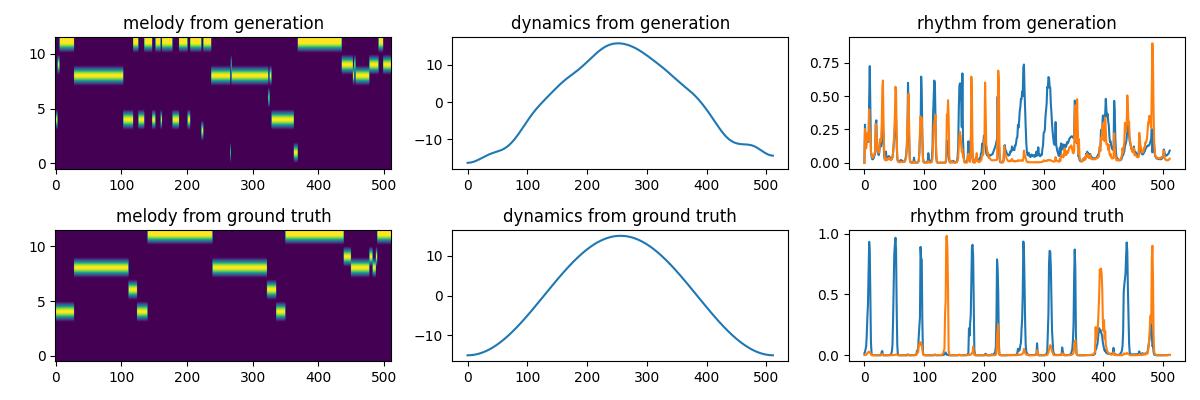 melody from generation
dynamics from generation
rhythm from generation
10
5
0
0 100 200 300 400 500
10
0
−10
0 100 200 300 400 500
0.75
0.50
0.25
0.00
0 100 200 300 400 500
melody from ground truth
dynamics from ground truth
rhythm from ground truth
10
5
0
0 100 200 300 400 500
10
0
−10
0 100 200 300 400 500
1.0
0.5
0.0
0 100 200 300 400 500